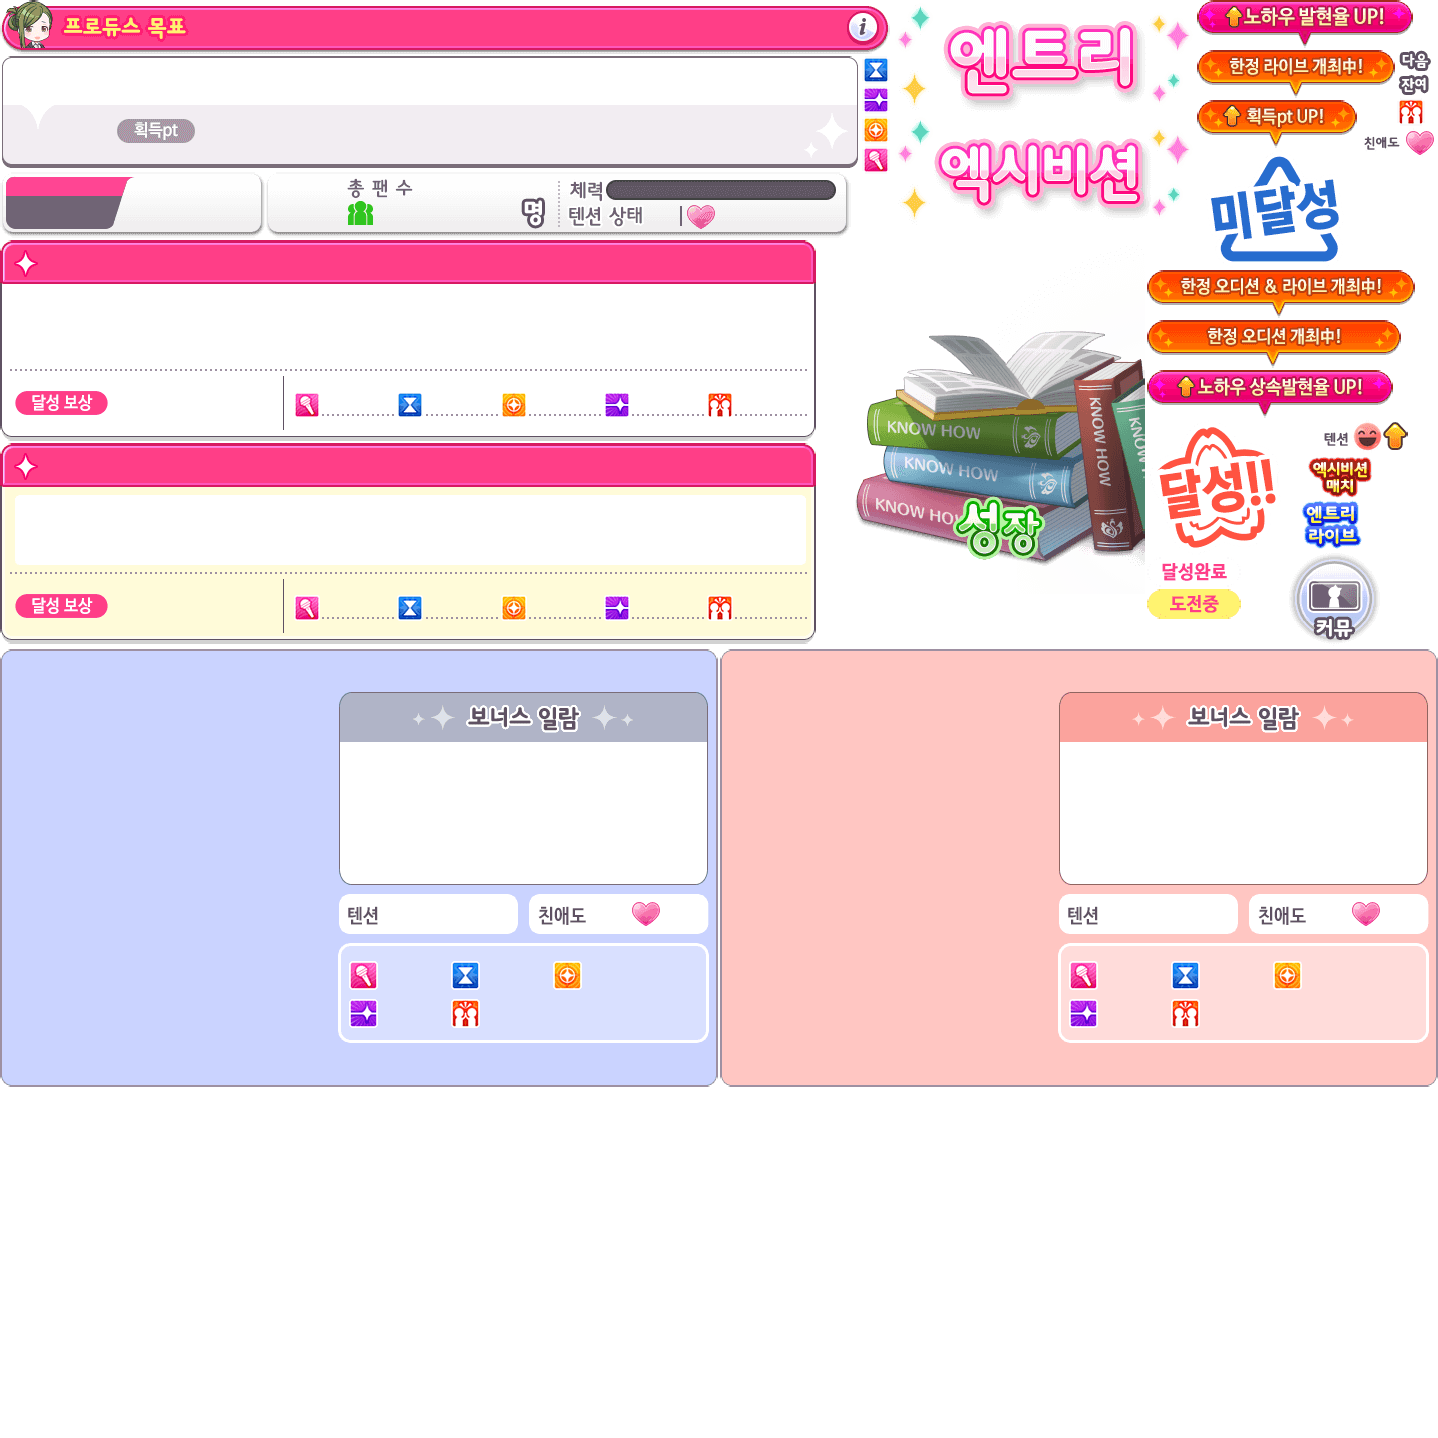 프로듀스 목표
i
획득pt
총 팬 수
명
체력
텐션 상태
달성 보상
달성 보상
엔트리
엑시비션
노하우 발현율 UP!
한정 라이브 개최中!
다음
잔여
획득pt UP!
친애도
미달성
한정 오디션 & 라이브 개최中!
한정 오디션 개최中!
노하우 상속발현율 UP!
KNOW HOW
KNOW HOW
KNOW HOW
KNOW HOW
성장
달성!!
텐션
엑시비션
매치
엔트리
라이브
달성완료
도전중
커뮤
보너스 일람
텐션
친애도
보너스 일람
텐션
친애도